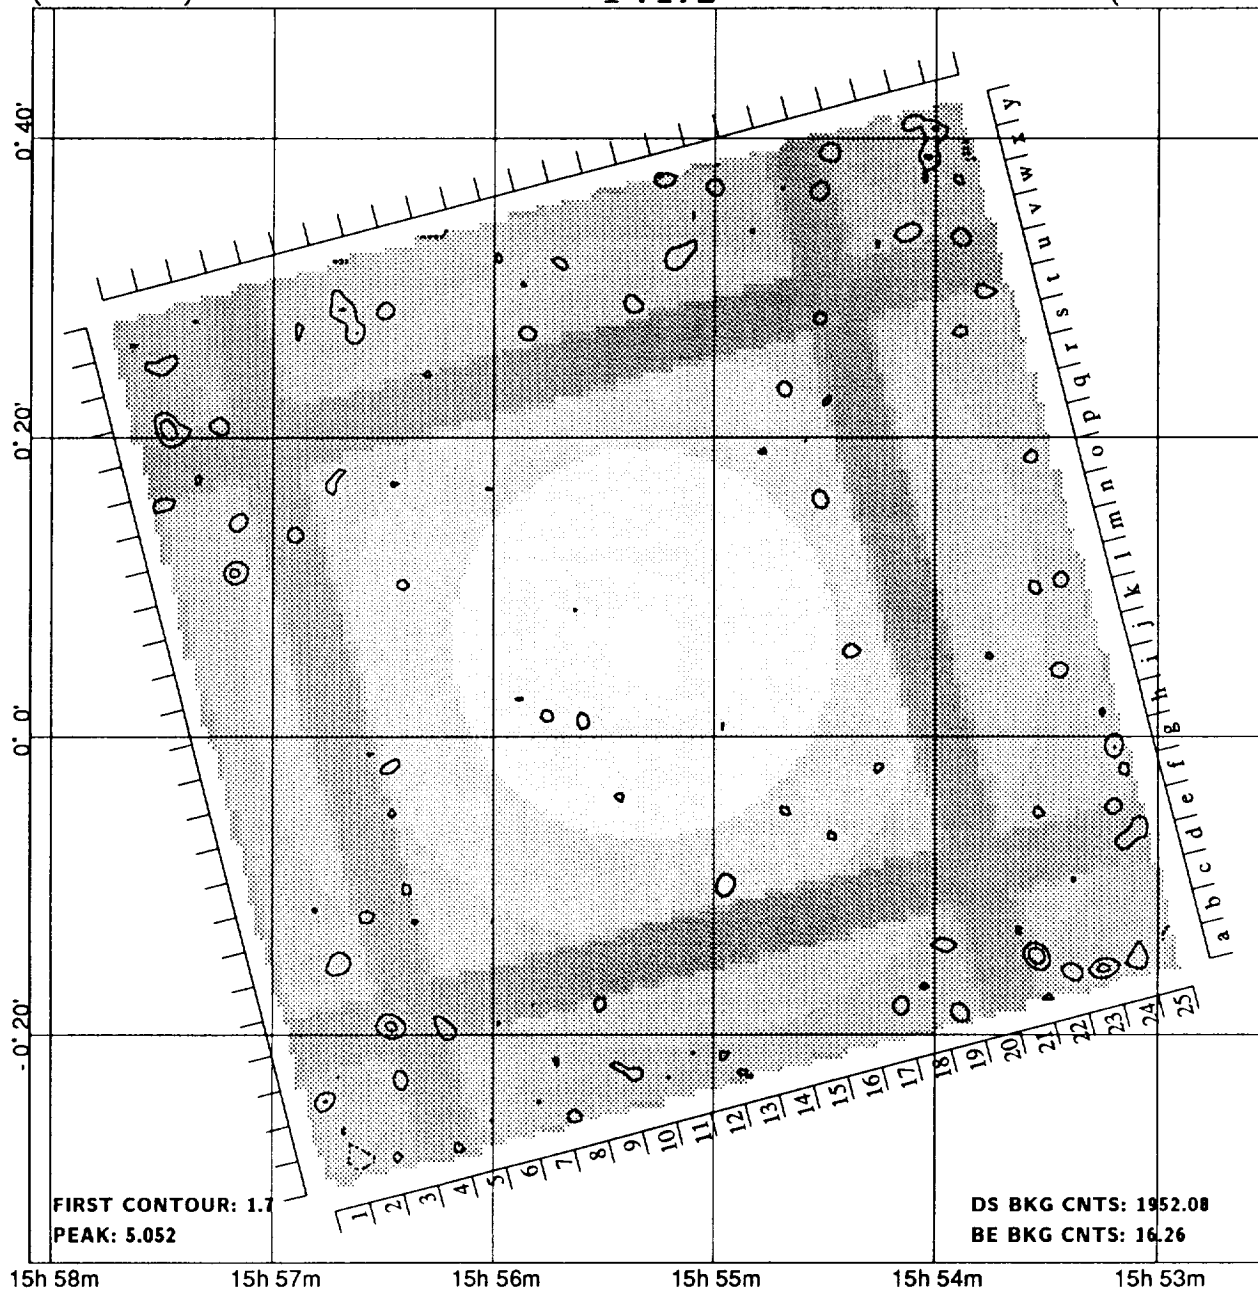 0° 40'
0° 20'
0° 0'
-0° 20'
a b c d e f g h i j k l m n o p q r s t u v w x y
1 2 3 4 5 6 7 8 9 10 11 12 13 14 15 16 17 18 19 20 21 22 23 24 25
FIRST CONTOUR: 1.7
PEAK: 5.052
DS BKG CNTS: 1952.08
BE BKG CNTS: 16.26
15h 58m 15h 57m 15h 56m 15h 55m 15h 54m 15h 53m